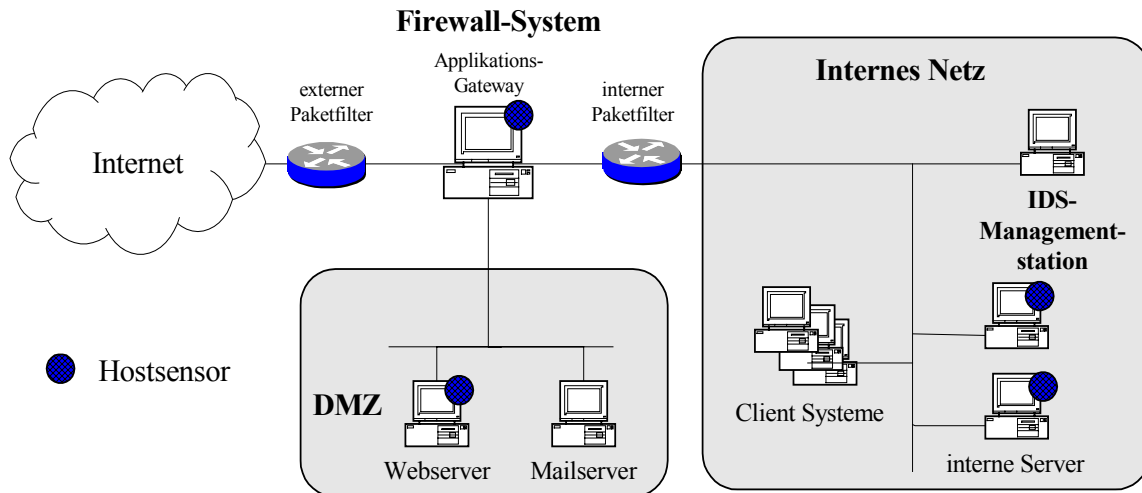 Firewall-System
Applikations-
Gateway
externer
Paketfilter
interner
Paketfilter
Internet
Internes Netz
IDS-
Management-
station
Client Systeme
interne Server
Hostsensor
DMZ
Webserver
Mailserver